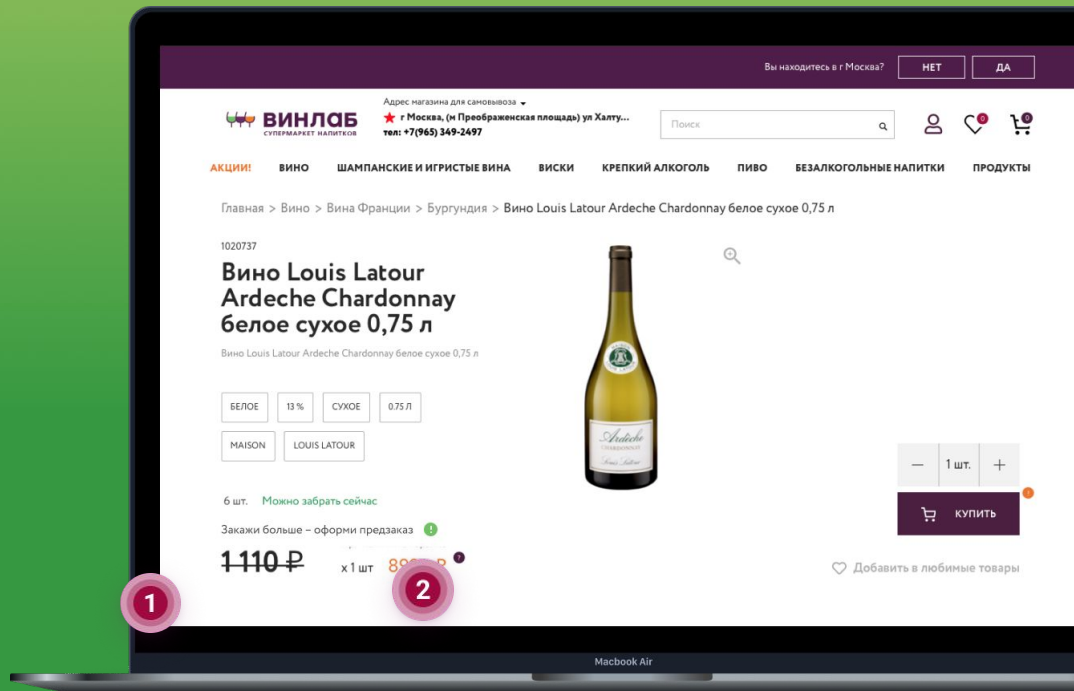 Вы находитесь в г Москва?
НЕТ
ДА
ВИНЛАБ
СУПЕРМАРКЕТ НАПИТКОВ
Адрес магазина для самовывоза
г Москва, (м Преображенская площадь) ул Халту...
тел: +7(965) 349-2497
Поиск
0
0
АКЦИИ!
ВИНО
ШАМПАНСКИЕ И ИГРИСТЫЕ ВИНА
ВИСКИ
КРЕПКИЙ АЛКОГОЛЬ
ПИВО
БЕЗАЛКОГОЛЬНЫЕ НАПИТКИ
ПРОДУКТЫ
Главная > Вино > Вина Франции > Бургундия > Вино Louis Latour Ardeche Chardonnay белое сухое 0,75 л
1020737
Вино Louis Latour
Ardeche Chardonnay
белое сухое 0,75 л
Вино Louis Latour Ardeche Chardonnay белое сухое 0,75 л
БЕЛОЕ
13 %
СУХОЕ
0.75 Л
MAISON
LOUIS LATOUR
Ardèche
CHARDONNAY
Louis Latour
6 шт.
Можно забрать сейчас
Закажи больше – оформи предзаказ
!
1 110 ₽
х 1 шт
?
— 1 шт. +
!
КУПИТЬ
Добавить в любимые товары
1
2
Macbook Air